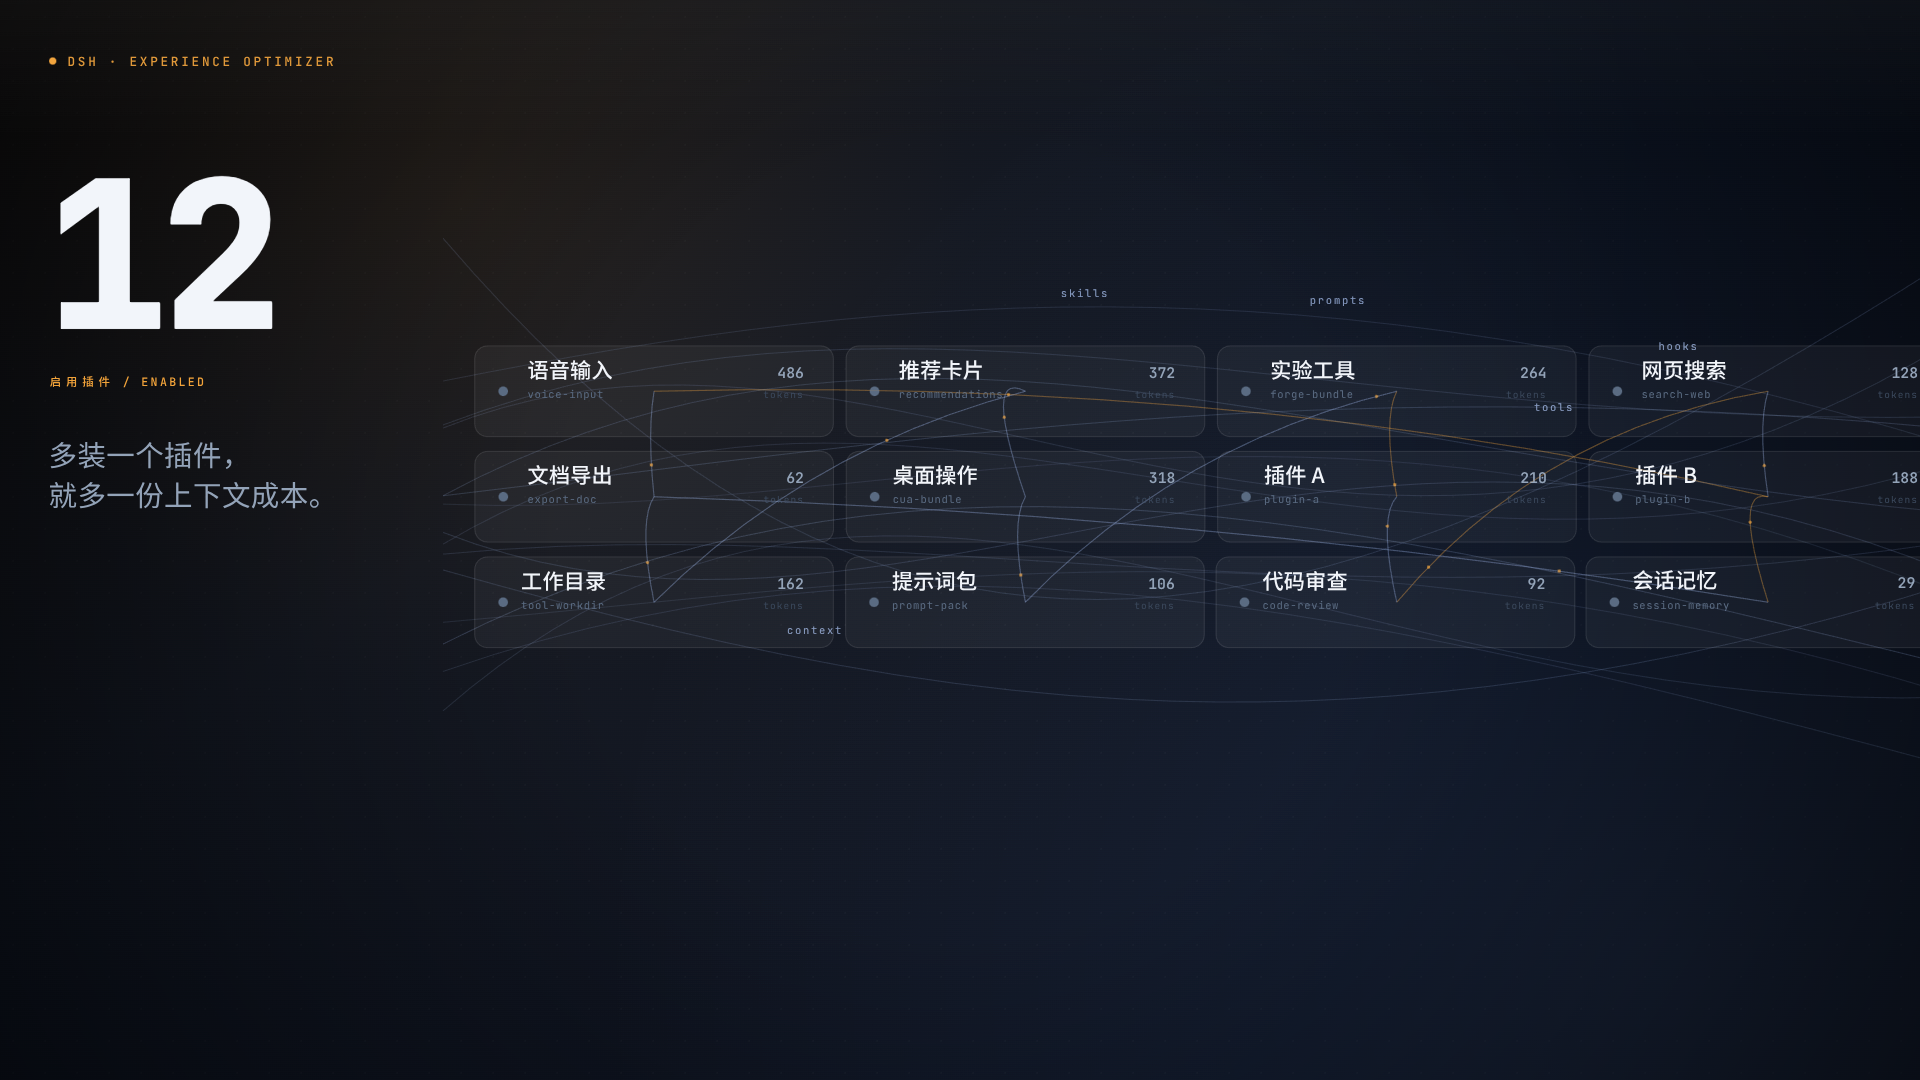 DSH · EXPERIENCE OPTIMIZER
12
启用插件 / ENABLED
多装一个插件，
就多一份上下文成本。
skills
prompts
hooks
tools
context
语音输入
486
voice-input
tokens
推荐卡片
372
recommendations
tokens
实验工具
264
forge-bundle
tokens
网页搜索
128
search-web
tokens
文档导出
62
export-doc
tokens
桌面操作
318
cua-bundle
tokens
插件 A
210
plugin-a
tokens
插件 B
188
plugin-b
tokens
工作目录
162
tool-workdir
tokens
提示词包
106
prompt-pack
tokens
代码审查
92
code-review
tokens
会话记忆
29
session-memory
tokens